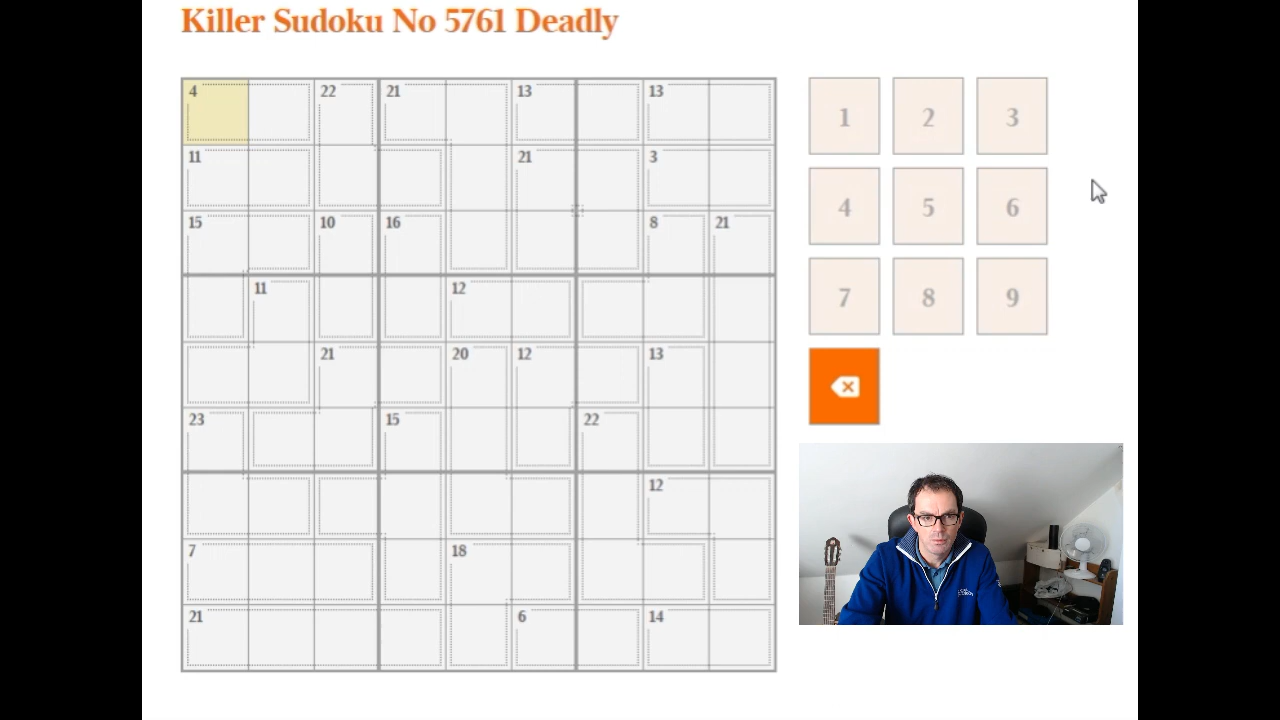 Killer Sudoku No 5761 Deadly
4 22 21 13 13
11 21 3
15 10 16 8 21
11 12
21 20 12 13
23 15 22
12
7 18
21 6 14
1 2 3
4 5 6
7 8 9